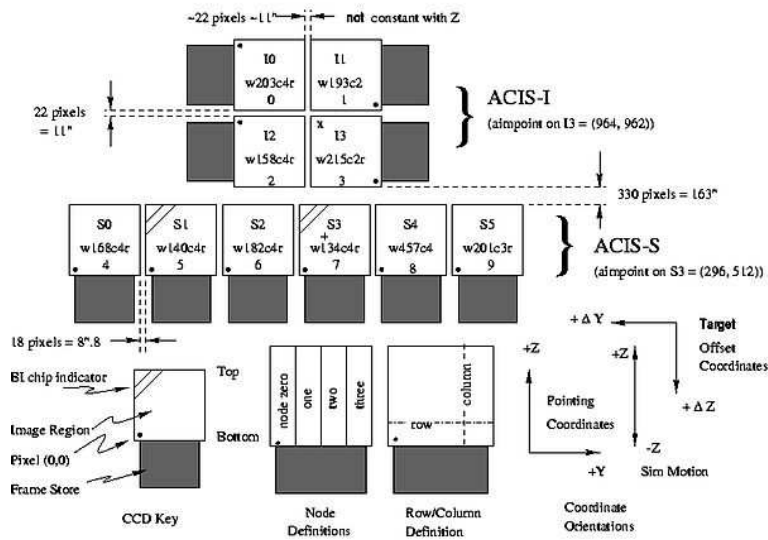 ~22 pixels ~11" not constant with Z
I0
w203c4r
0
I1
w193c2
1
22 pixels
= 11"
I2
w158c4r
2
x
I3
w215c2r
3
ACIS-I
(aimpoint on I3 = (964, 962))
330 pixels = 163"
S0
w168c4r
4
S1
w140c4r
5
S2
w182c4r
6
S3
+
w134c4r
7
S4
w457c4
8
S5
w201c3r
9
ACIS-S
(aimpoint on S3 = (296, 512))
18 pixels = 8".8
BI chip indicator
Image Region
Pixel (0,0)
Frame Store
Top
Bottom
CCD Key
node zero
one
two
three
Node
Definitions
column
row
Row/Column
Definition
+Z
Pointing
Coordinates
+Y
+Z
-Z
Sim Motion
+ Δ Y
Target
Offset
Coordinates
+ Δ Z
Coordinate
Orientations